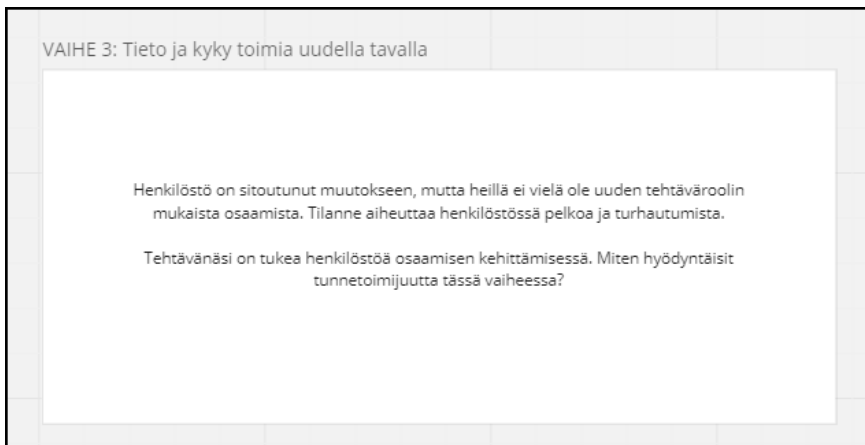 VAIHE 3: Tieto ja kyky toimia uudella tavalla
Henkilöstö on sitoutunut muutokseen, mutta heillä ei vielä ole uuden tehtäväroolin
mukaista osaamista. Tilanne aiheuttaa henkilöstössä pelkoa ja turhautumista.
Tehtävänäsi on tukea henkilöstöä osaamisen kehittämisessä. Miten hyödyntäisit
tunnetoimijuutta tässä vaiheessa?